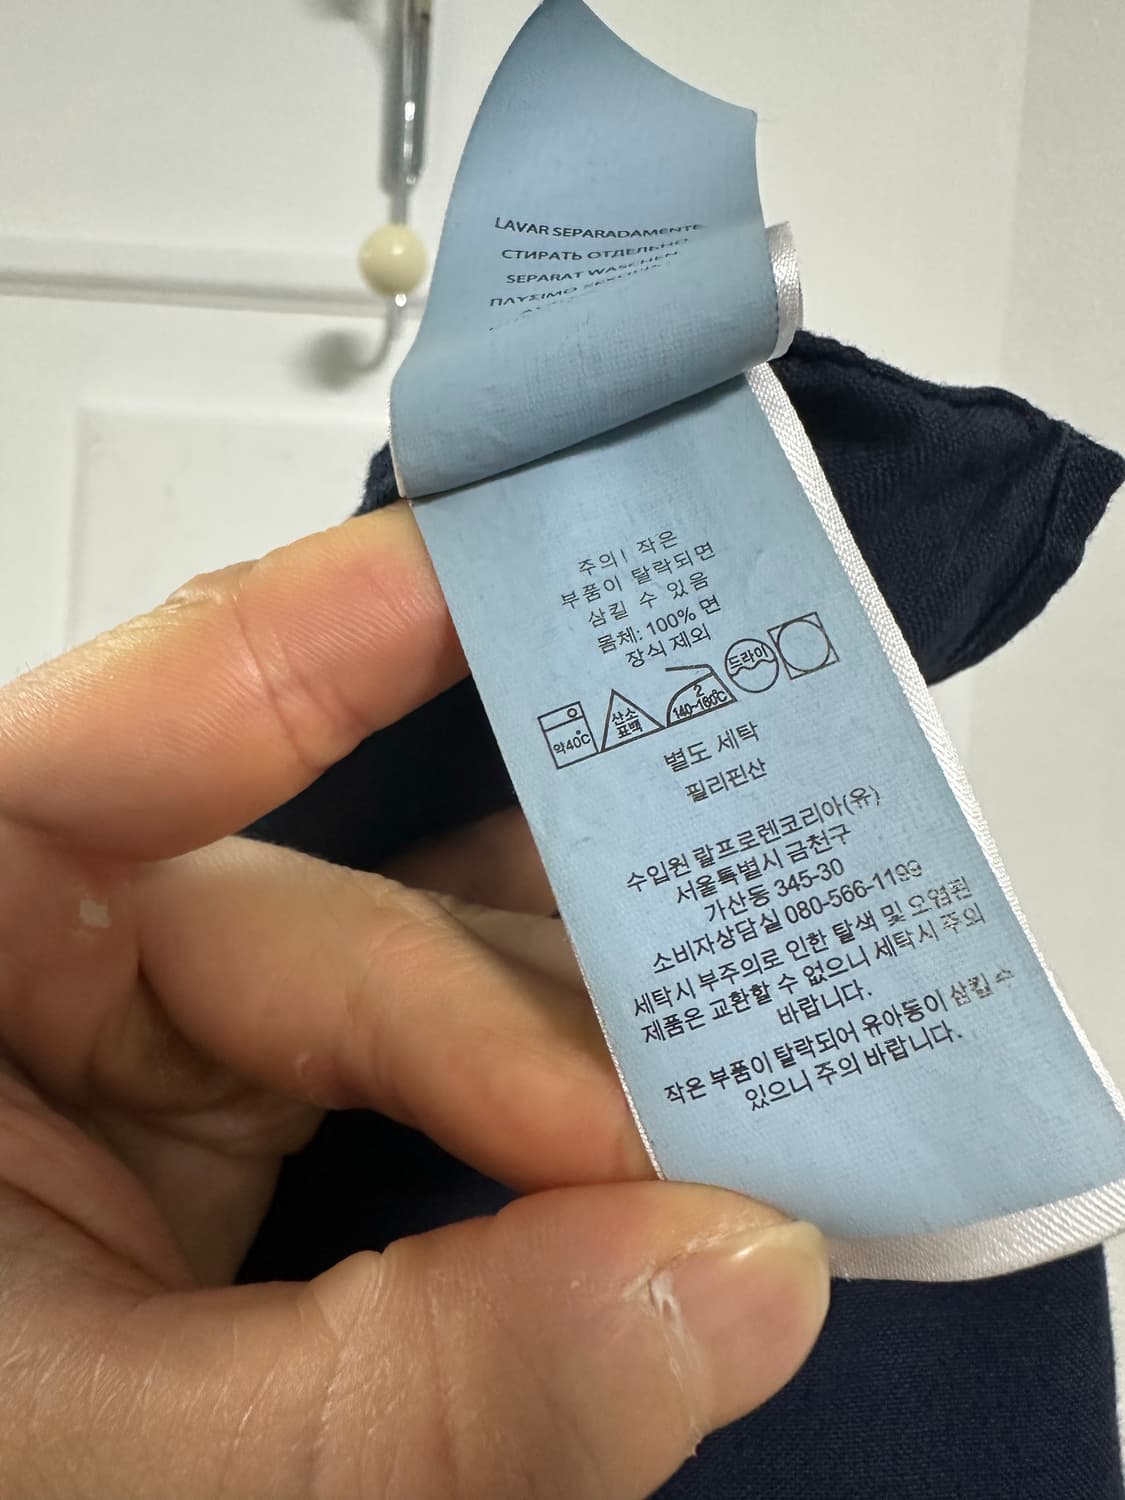 LAVAR SEPARADAMENTE
СТИРАТЬ ОТДЕЛЬНО
SEPARAT WASCHEN
ΠΛΥΣΙΜΟ
주의! 작은
부품이 탈락되면
삼킬 수 있음
몸체: 100% 면
장식 제외
약40℃
산소
표백
2
140~160℃
드라이
별도 세탁
필리핀산
수입원 랄프로렌코리아(유)
서울특별시 금천구
가산동 345-30
소비자상담실 080-566-1199
세탁시 부주의로 인한 탈색 및 오염된
제품은 교환할 수 없으니 세탁시 주의
바랍니다.
작은 부품이 탈락되어 유아동이 삼킬 수
있으니 주의 바랍니다.